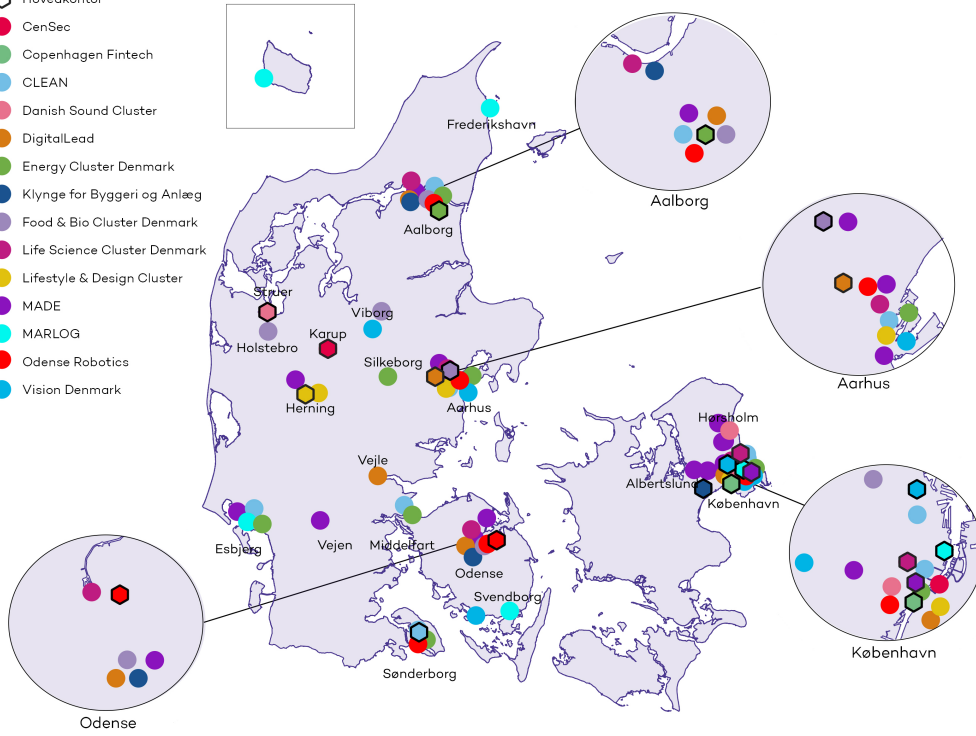 Hovedkontor
CenSec
Copenhagen Fintech
CLEAN
Danish Sound Cluster
DigitalLead
Energy Cluster Denmark
Klynge for Byggeri og Anlæg
Food & Bio Cluster Denmark
Life Science Cluster Denmark
Lifestyle & Design Cluster
MADE
MARLOG
Odense Robotics
Vision Denmark
Frederikshavn
Aalborg
Aalborg
Struer
Viborg
Holstebro
Karup
Silkeborg
Herning
Aarhus
Aarhus
Hørsholm
Vejle
Albertslund
København
Esbjerg
Vejen
Middelfart
Odense
Svendborg
København
Sønderborg
Odense